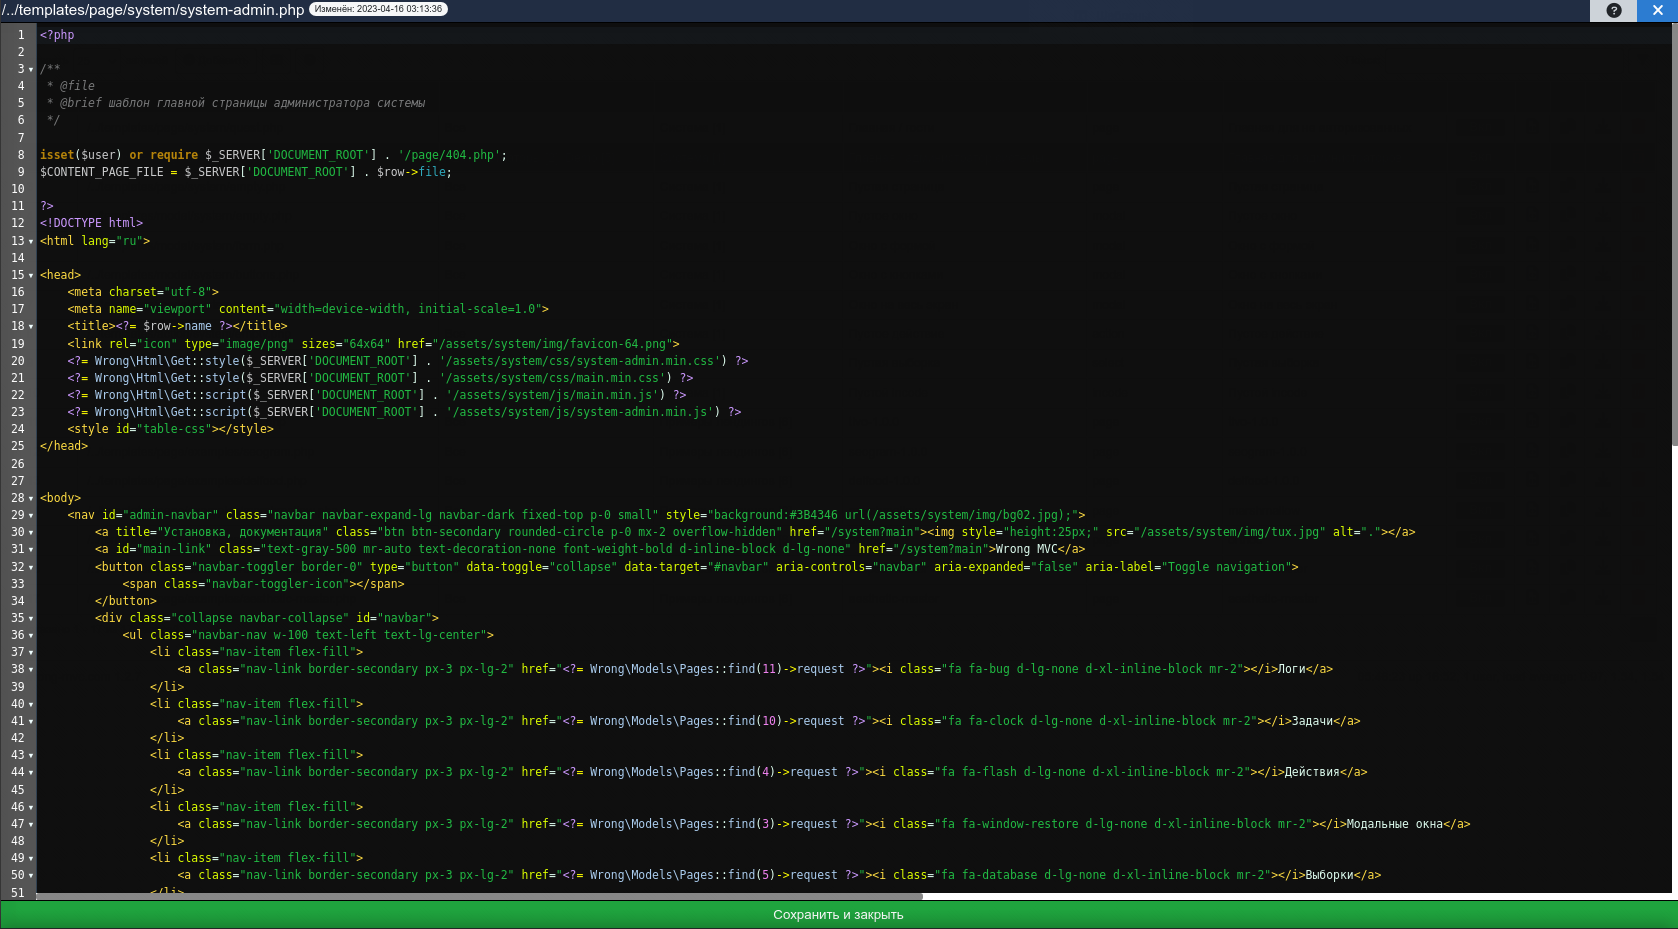 /../templates/page/system/system-admin.php Изменён: 2023-04-16 03:13:36
1 <?php
2
3 /**
4  * @file
5  * @brief шаблон главной страницы администратора системы
6  */
7
8 isset($user) or require $_SERVER['DOCUMENT_ROOT'] . '/page/404.php';
9 $CONTENT_PAGE_FILE = $_SERVER['DOCUMENT_ROOT'] . $row->file;
10
11 ?>
12 <!DOCTYPE html>
13 <html lang="ru">
14
15 <head>
16     <meta charset="utf-8">
17     <meta name="viewport" content="width=device-width, initial-scale=1.0">
18     <title><?= $row->name ?></title>
19     <link rel="icon" type="image/png" sizes="64x64" href="/assets/system/img/favicon-64.png">
20     <?= Wrong\Html\Get::style($_SERVER['DOCUMENT_ROOT'] . '/assets/system/css/system-admin.min.css') ?>
21     <?= Wrong\Html\Get::style($_SERVER['DOCUMENT_ROOT'] . '/assets/system/css/main.min.css') ?>
22     <?= Wrong\Html\Get::script($_SERVER['DOCUMENT_ROOT'] . '/assets/system/js/main.min.js') ?>
23     <?= Wrong\Html\Get::script($_SERVER['DOCUMENT_ROOT'] . '/assets/system/js/system-admin.min.js') ?>
24     <style id="table-css"></style>
25 </head>
26
27
28 <body>
29     <nav id="admin-navbar" class="navbar navbar-expand-lg navbar-dark fixed-top p-0 small" style="background:#3B4346 url(/assets/system/img/bg02.jpg);">
30         <a title="Установка, документация" class="btn btn-secondary rounded-circle p-0 mx-2 overflow-hidden" href="/system?main"><img style="height:25px;" src="/assets/system/img/tux.jpg" alt="."></a>
31         <a id="main-link" class="text-gray-500 mr-auto text-decoration-none font-weight-bold d-inline-block d-lg-none" href="/system?main">Wrong MVC</a>
32         <button class="navbar-toggler border-0" type="button" data-toggle="collapse" data-target="#navbar" aria-controls="navbar" aria-expanded="false" aria-label="Toggle navigation">
33             <span class="navbar-toggler-icon"></span>
34         </button>
35         <div class="collapse navbar-collapse" id="navbar">
36             <ul class="navbar-nav w-100 text-left text-lg-center">
37                 <li class="nav-item flex-fill">
38                     <a class="nav-link border-secondary px-3 px-lg-2" href="<?= Wrong\Models\Pages::find(11)->request ?>"><i class="fa fa-bug d-lg-none d-xl-inline-block mr-2"></i>Логи</a>
39                 </li>
40                 <li class="nav-item flex-fill">
41                     <a class="nav-link border-secondary px-3 px-lg-2" href="<?= Wrong\Models\Pages::find(10)->request ?>"><i class="fa fa-clock d-lg-none d-xl-inline-block mr-2"></i>Задачи</a>
42                 </li>
43                 <li class="nav-item flex-fill">
44                     <a class="nav-link border-secondary px-3 px-lg-2" href="<?= Wrong\Models\Pages::find(4)->request ?>"><i class="fa fa-flash d-lg-none d-xl-inline-block mr-2"></i>Действия</a>
45                 </li>
46                 <li class="nav-item flex-fill">
47                     <a class="nav-link border-secondary px-3 px-lg-2" href="<?= Wrong\Models\Pages::find(3)->request ?>"><i class="fa fa-window-restore d-lg-none d-xl-inline-block mr-2"></i>Модальные окна</a>
48                 </li>
49                 <li class="nav-item flex-fill">
50                     <a class="nav-link border-secondary px-3 px-lg-2" href="<?= Wrong\Models\Pages::find(5)->request ?>"><i class="fa fa-database d-lg-none d-xl-inline-block mr-2"></i>Выборки</a>
51                 </li>
Сохранить и закрыть